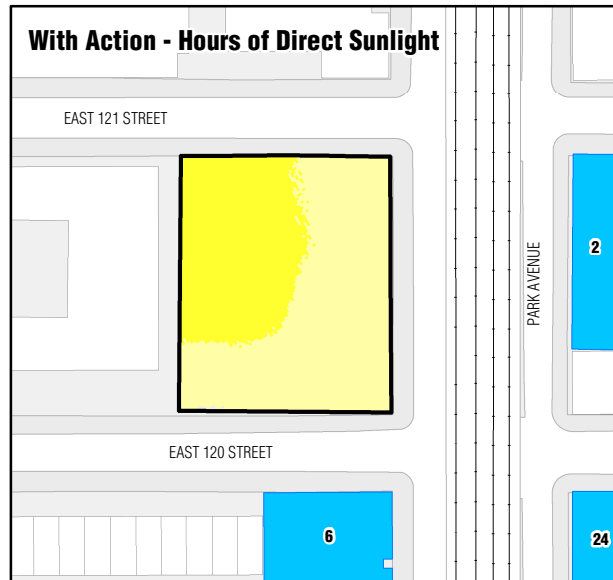 With Action - Hours of Direct Sunlight
EAST 121 STREET
2
PARK AVENUE
EAST 120 STREET
6
24